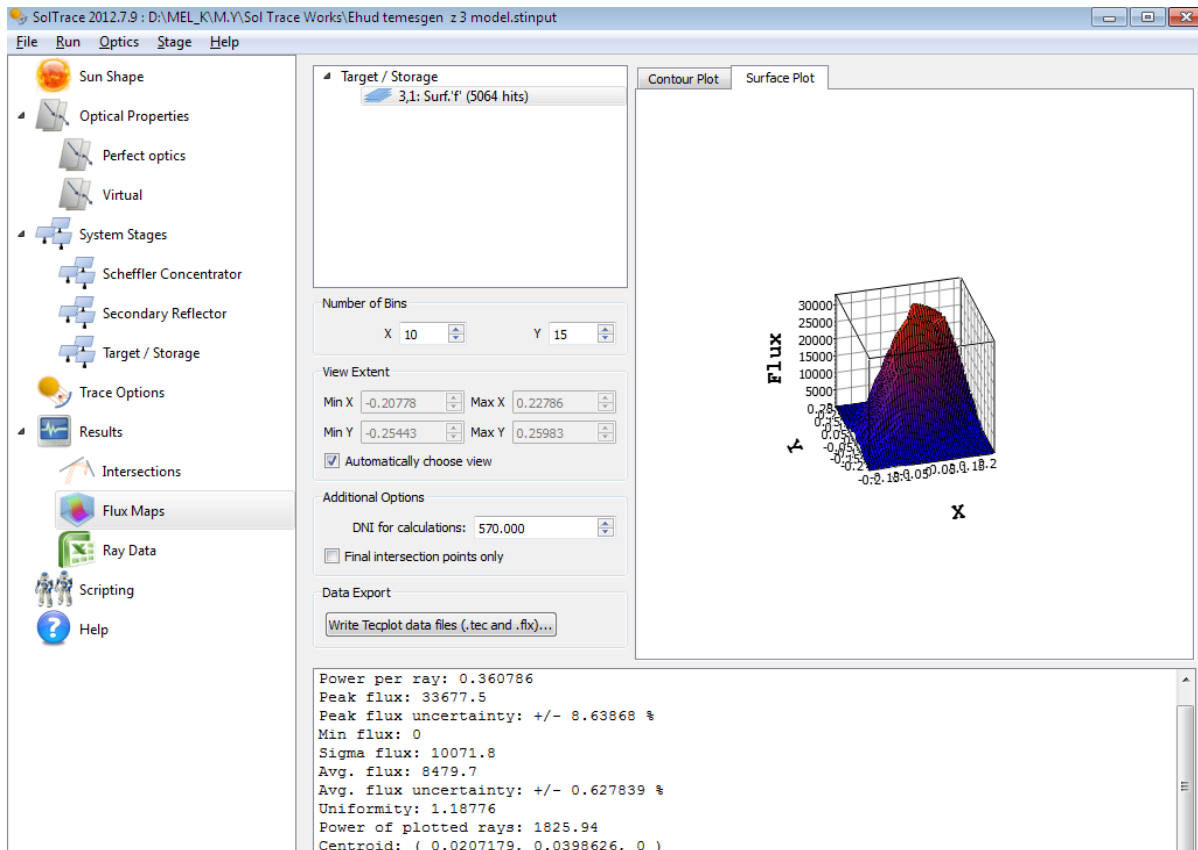 SolTrace 2012.7.9 : D:\MEL_K\M.Y\Sol Trace Works\Ehud temesgen z 3 model.stinput
File Run Optics Stage Help
Sun Shape
Optical Properties
Perfect optics
Virtual
System Stages
Scheffler Concentrator
Secondary Reflector
Target / Storage
Trace Options
Results
Intersections
Flux Maps
Ray Data
Scripting
Help
Target / Storage
3,1: Surf.'f' (5064 hits)
Number of Bins
X 10 Y 15
View Extent
Min X -0.20778 Max X 0.22786
Min Y -0.25443 Max Y 0.25983
Automatically choose view
Additional Options
DNI for calculations: 570.000
Final intersection points only
Data Export
Write Tecplot data files (.tec and .flx)...
Contour Plot Surface Plot
Flux
30000
25000
20000
15000
10000
5000
Y
X
Power per ray: 0.360786
Peak flux: 33677.5
Peak flux uncertainty: +/- 8.63868 %
Min flux: 0
Sigma flux: 10071.8
Avg. flux: 8479.7
Avg. flux uncertainty: +/- 0.627839 %
Uniformity: 1.18776
Power of plotted rays: 1825.94
Centroid: ( 0.0207179, 0.0398626, 0 )